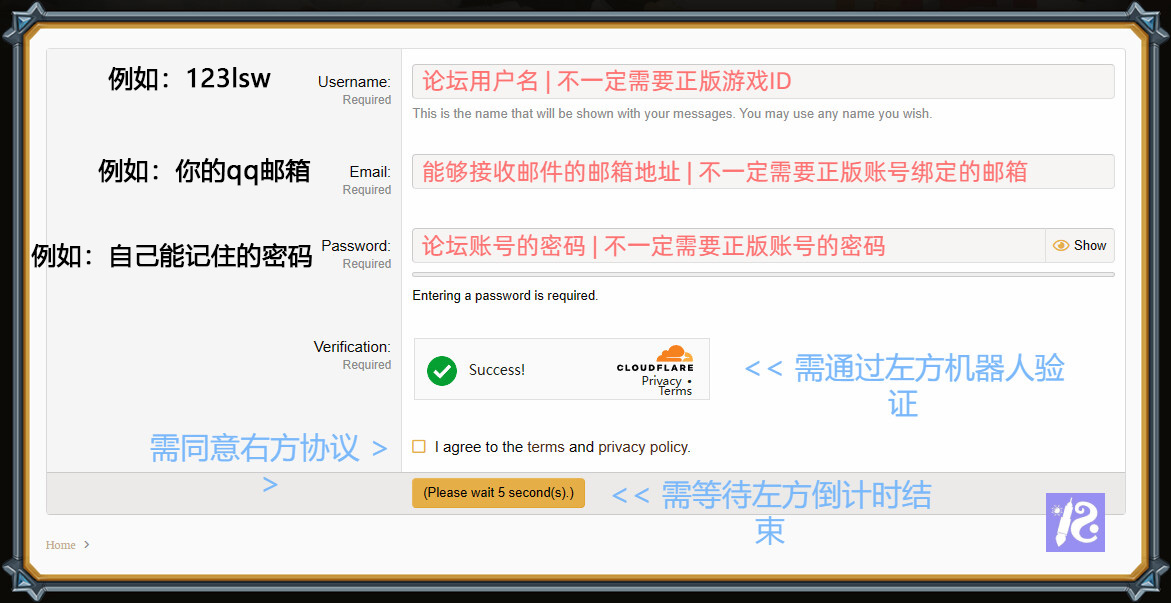 例如：123lsw
Username:
Required
论坛用户名 | 不一定需要正版游戏ID
This is the name that will be shown with your messages. You may use any name you wish.
例如：你的qq邮箱
Email:
Required
能够接收邮件的邮箱地址 | 不一定需要正版账号绑定的邮箱
例如：自己能记住的密码
Password:
Required
论坛账号的密码 | 不一定需要正版账号的密码
Show
Entering a password is required.
Verification:
Required
Success!
CLOUDFLARE
Privacy •
Terms
<< 需通过左方机器人验
证
需同意右方协议 >
>
I agree to the terms and privacy policy.
(Please wait 5 second(s).)
<< 需等待左方倒计时结
束
Home >